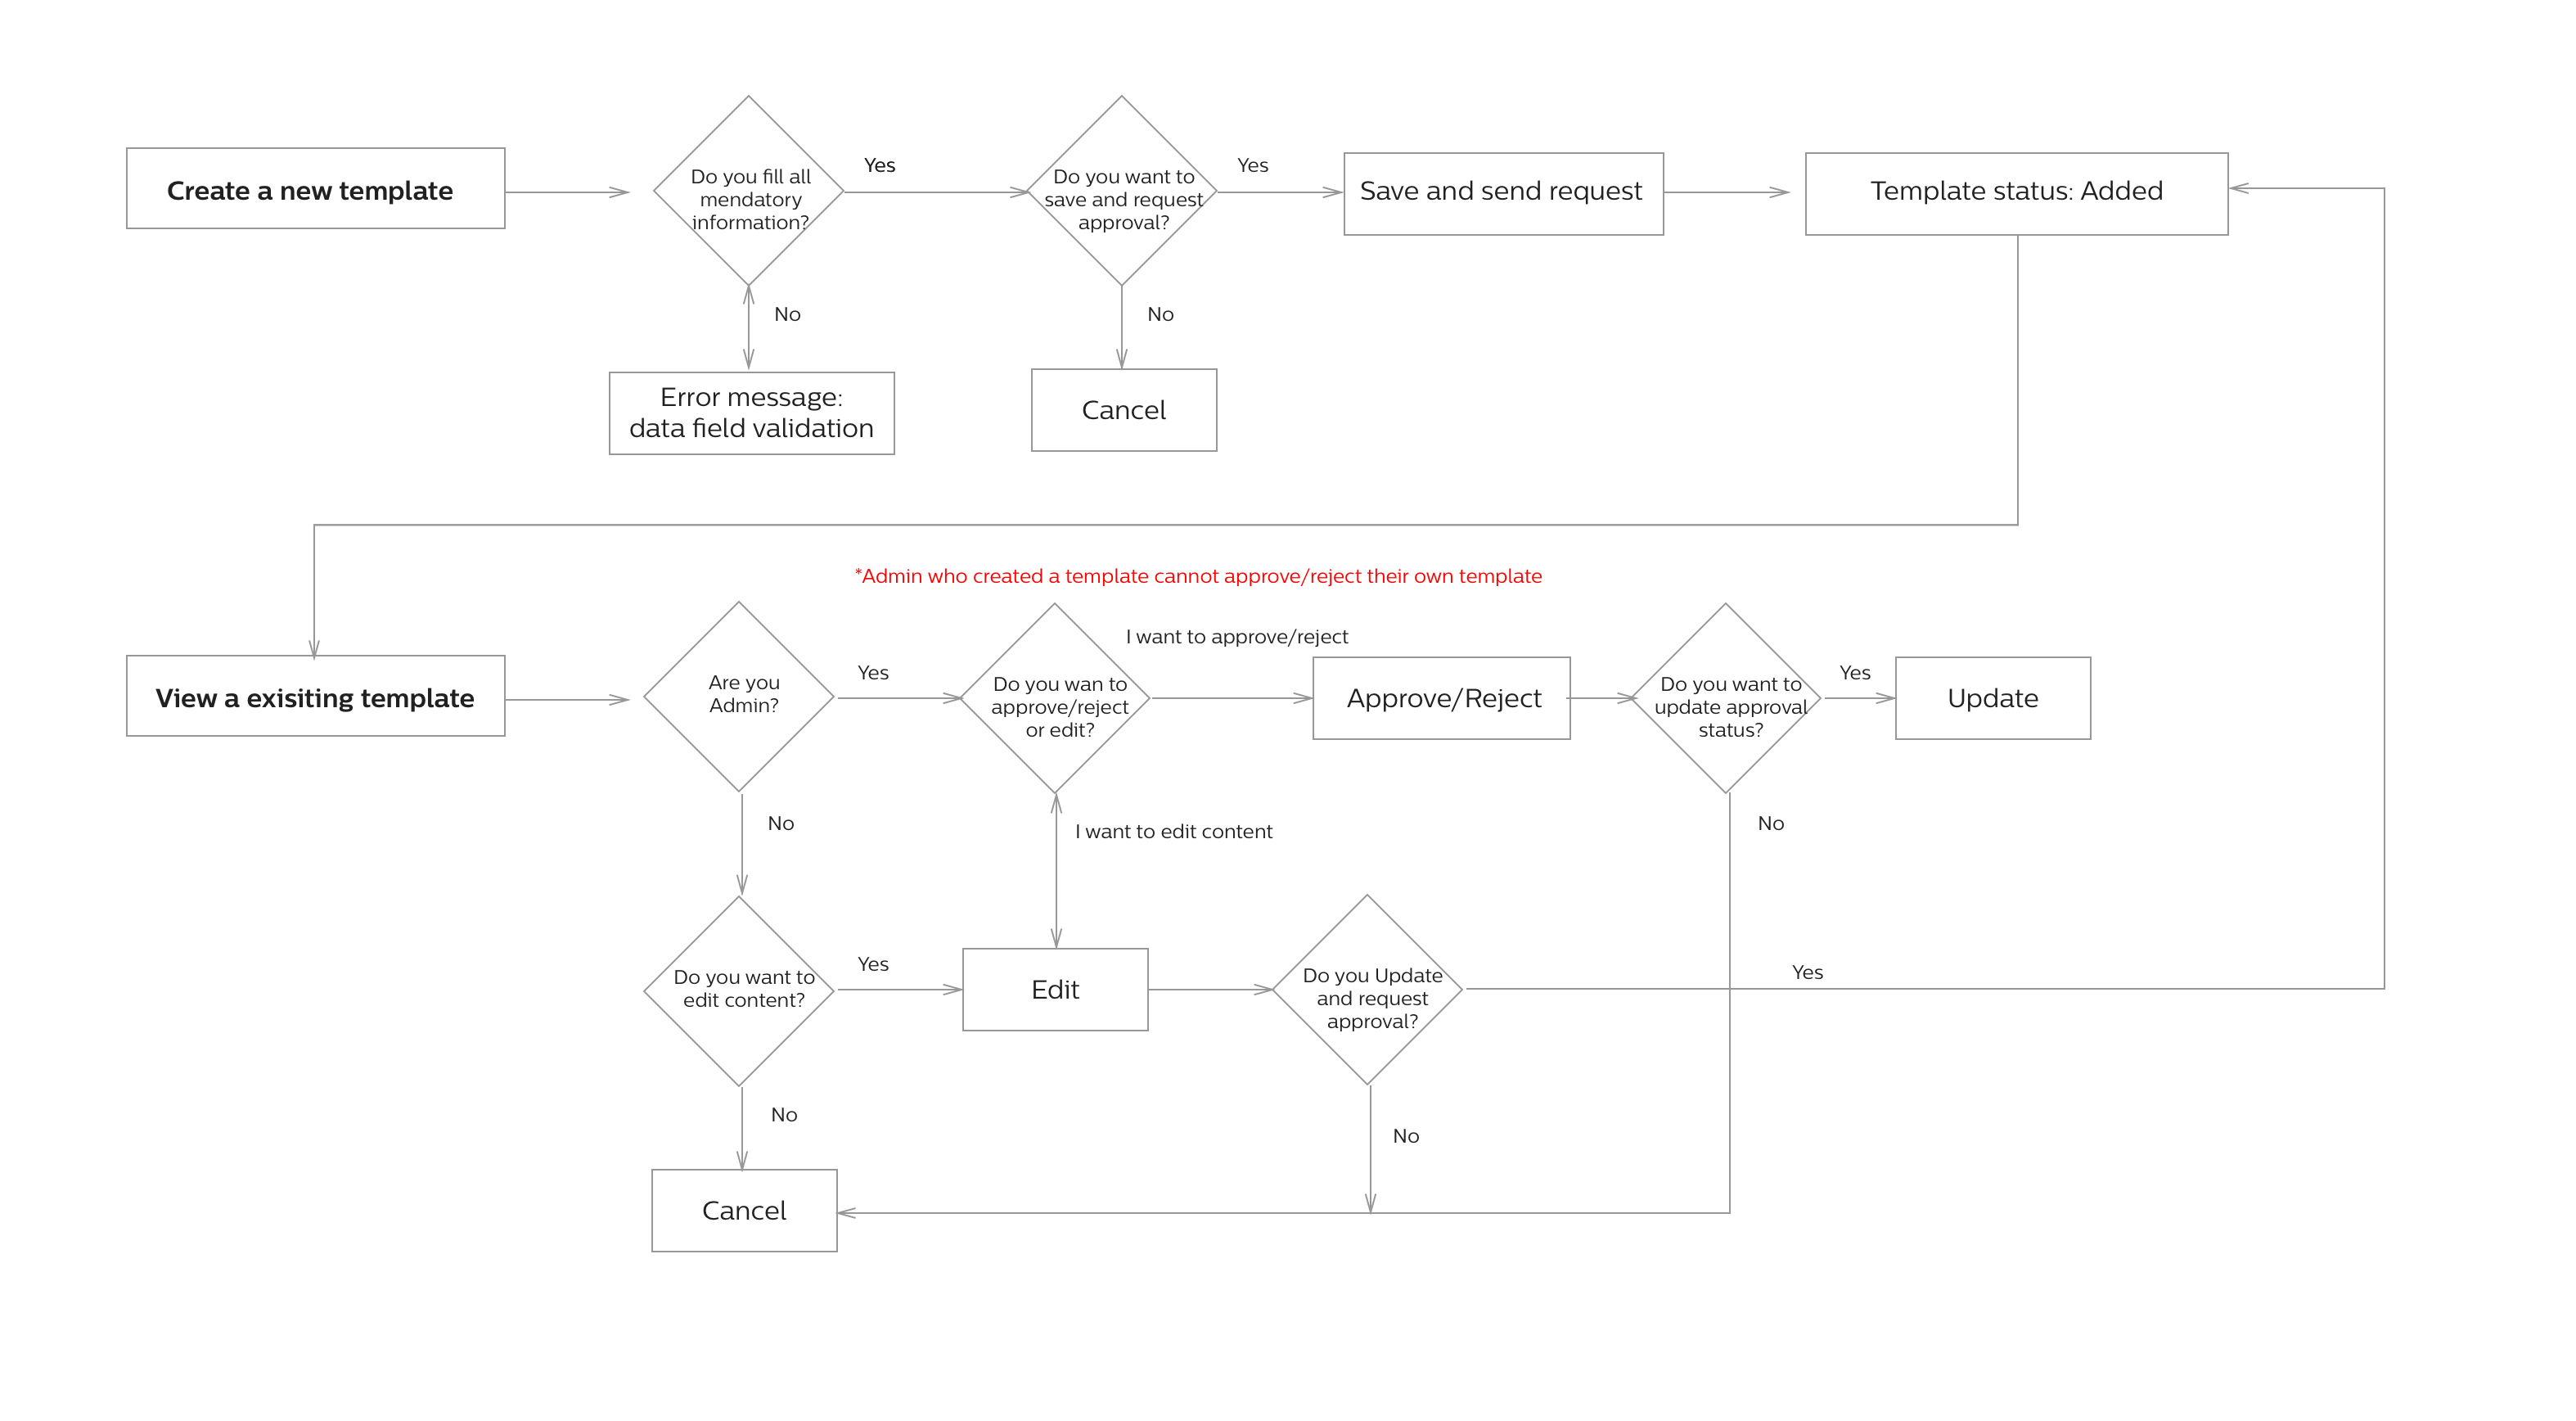 Create a new template
Do you fill all
mendatory
information?
Yes
Do you want to
save and request
approval?
Yes
Save and send request
Template status: Added
No
No
Error message:
data field validation
Cancel
*Admin who created a template cannot approve/reject their own template
View a exisiting template
Are you
Admin?
Yes
Do you wan to
approve/reject
or edit?
I want to approve/reject
Approve/Reject
Do you want to
update approval
status?
Yes
Update
No
I want to edit content
No
Do you want to
edit content?
Yes
Edit
Do you Update
and request
approval?
Yes
No
No
Cancel